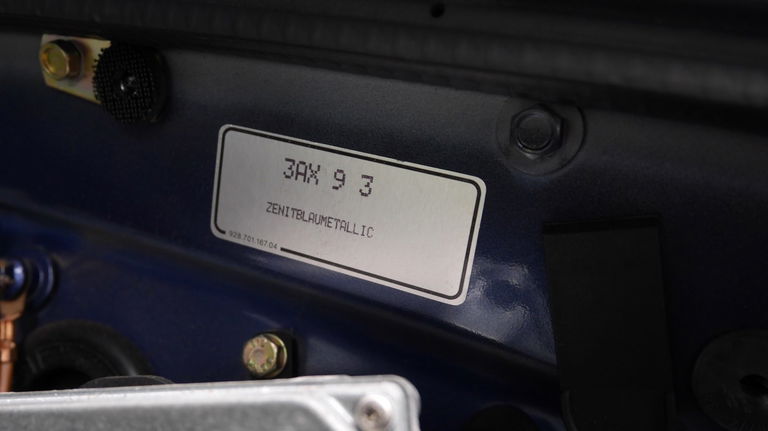 3AX 9 3
ZENITBLAUMETALLIC
928.701.167.04